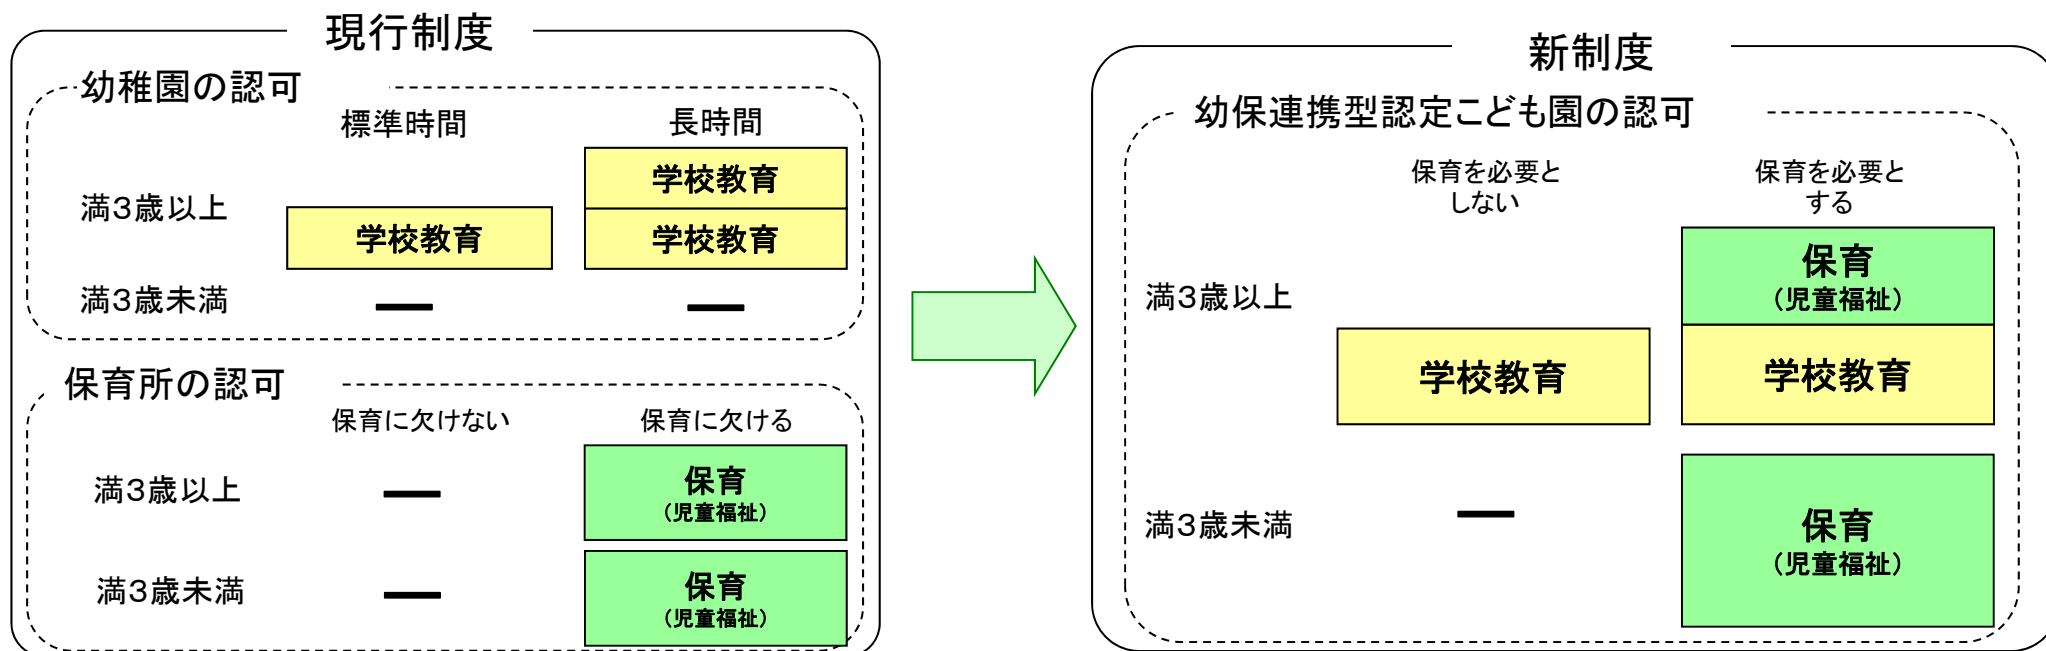 現行制度
幼稚園の認可
標準時間
長時間
満3歳以上
学校教育
学校教育
学校教育
満3歳未満
ー
ー
保育所の認可
保育に欠けない
保育に欠ける
満3歳以上
ー
保育
（児童福祉）
満3歳未満
ー
保育
（児童福祉）
新制度
幼保連携型認定こども園の認可
保育を必要と
しない
保育を必要と
する
満3歳以上
保育
（児童福祉）
学校教育
学校教育
満3歳未満
ー
保育
（児童福祉）